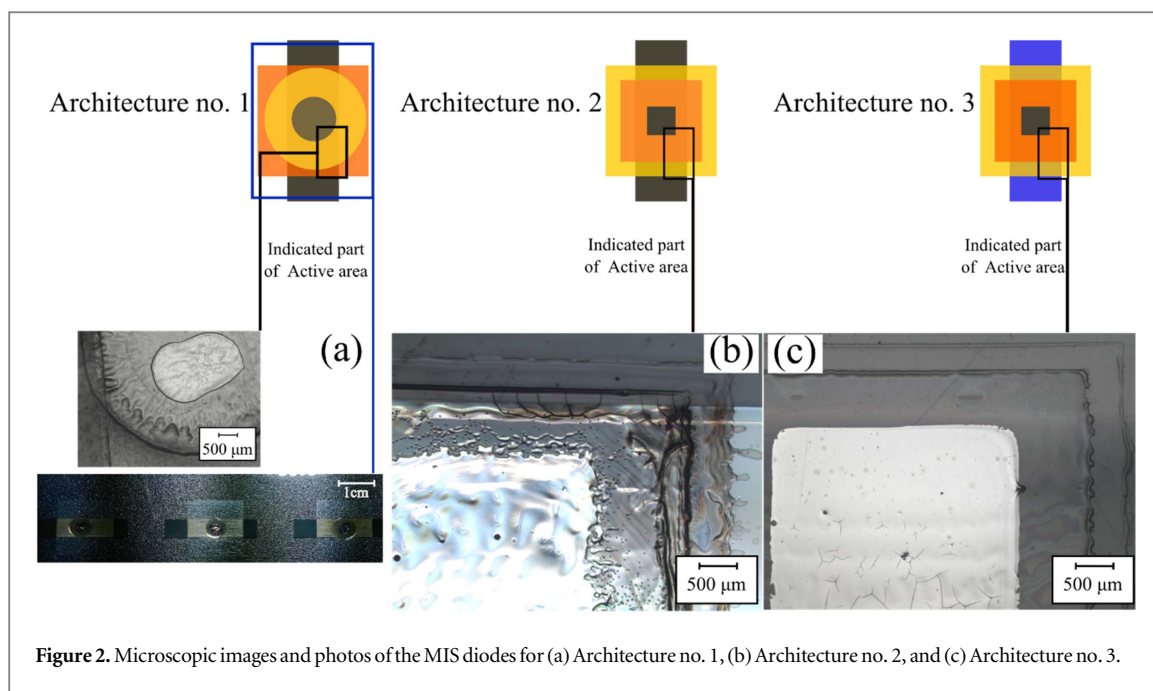 Architecture no. 1
Architecture no. 2
Architecture no. 3
Indicated part
of Active area
Indicated part
of Active area
Indicated part
of Active area
(a)
(b)
(c)
500 µm
1cm
500 µm
500 µm
Figure 2. Microscopic images and photos of the MIS diodes for (a) Architecture no. 1, (b) Architecture no. 2, and (c) Architecture no. 3.